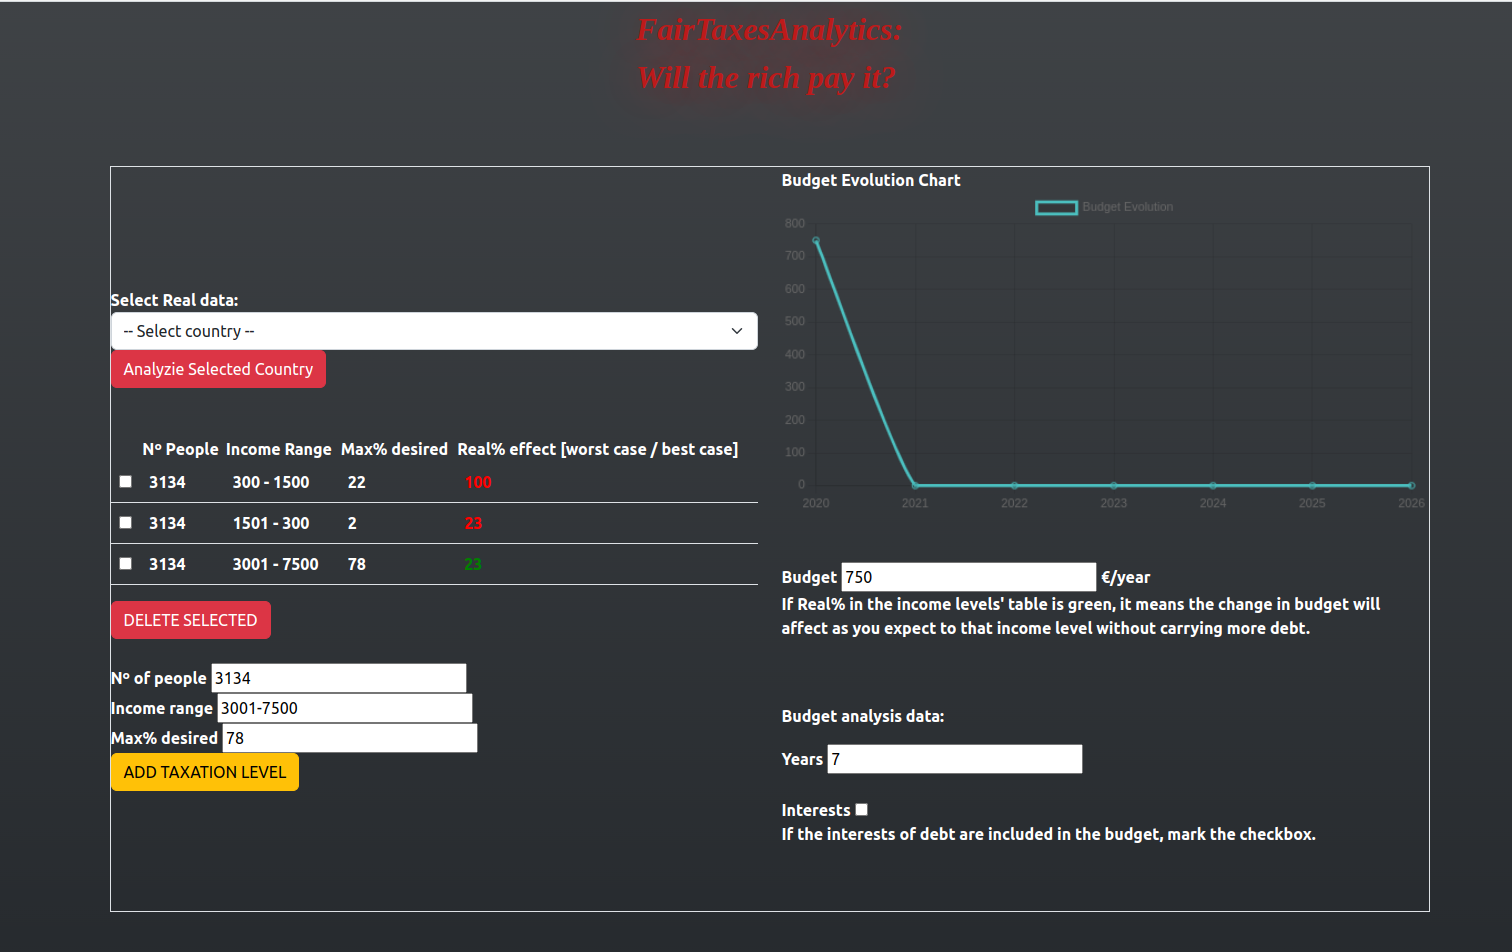 FairTaxesAnalytics:
Will the rich pay it?
Select Real data:
-- Select country --
Analyzie Selected Country
Nº People Income Range Max% desired Real% effect [worst case / best case]
3134 300 - 1500 22 100
3134 1501 - 300 2 23
3134 3001 - 7500 78 23
DELETE SELECTED
Nº of people 3134
Income range 3001-7500
Max% desired 78
ADD TAXATION LEVEL
Budget Evolution Chart
Budget Evolution
800
700
600
500
400
300
200
100
0
2020 2021 2022 2023 2024 2025 2026
Budget 750 €/year
If Real% in the income levels' table is green, it means the change in budget will
affect as you expect to that income level without carrying more debt.
Budget analysis data:
Years 7
Interests
If the interests of debt are included in the budget, mark the checkbox.